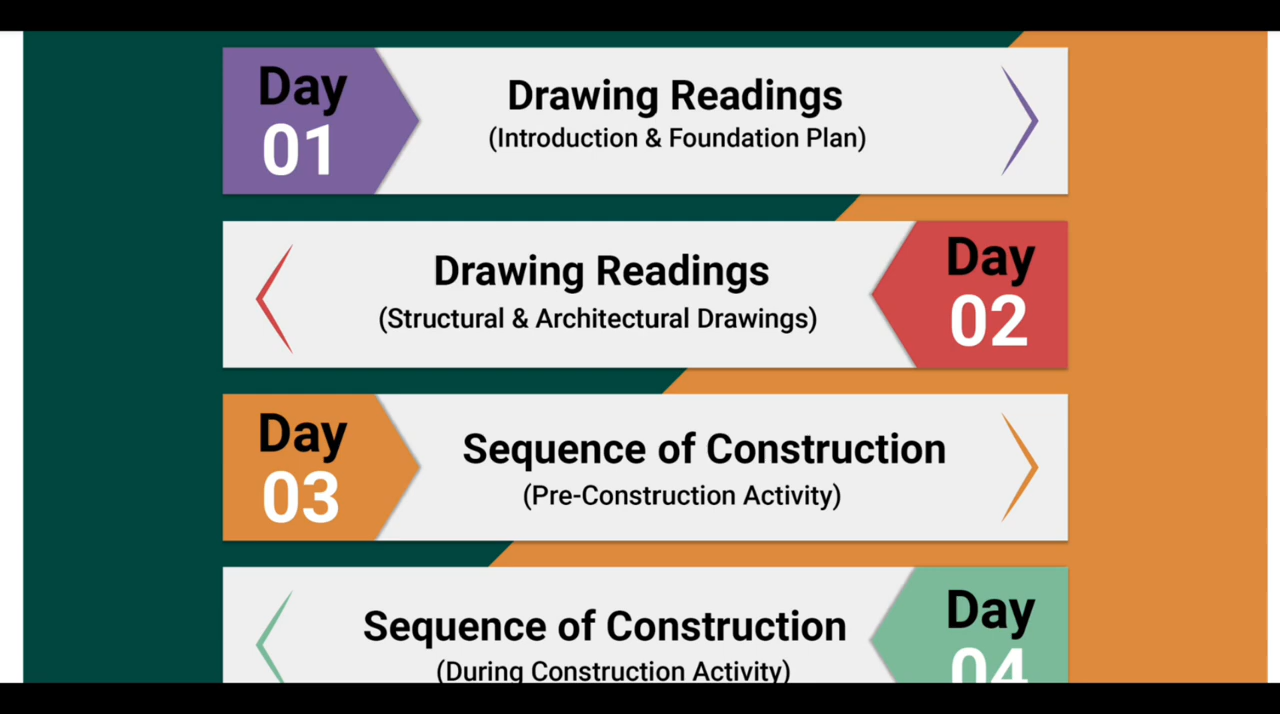 Day
01
Drawing Readings
(Introduction & Foundation Plan)
Drawing Readings
(Structural & Architectural Drawings)
Day
02
Day
03
Sequence of Construction
(Pre-Construction Activity)
Sequence of Construction
(During Construction Activity)
Day
04